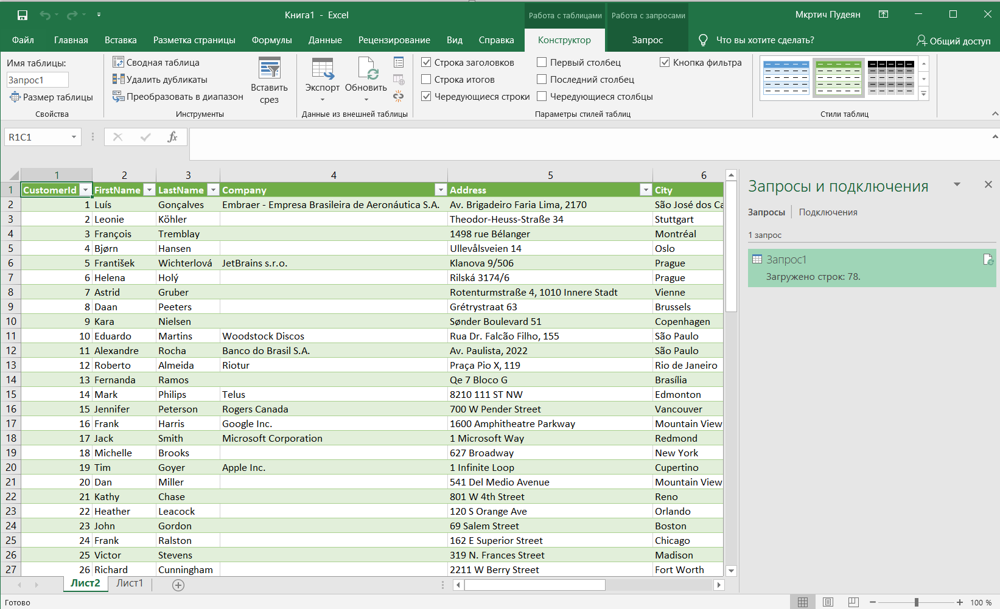 Книга1 - Excel
Работа с таблицами
Работа с запросами
Мкртич Пудеян
Файл Главная Вставка Разметка страницы Формулы Данные Рецензирование Вид Справка Конструктор Запрос Что вы хотите сделать? Общий доступ
Имя таблицы:
Запрос1
Размер таблицы
Свойства
Сводная таблица
Удалить дубликаты
Преобразовать в диапазон
Вставить
срез
Инструменты
Экспорт
Обновить
Данные из внешней таблицы
Строка заголовков
Строка итогов
Чередующиеся строки
Первый столбец
Последний столбец
Чередующиеся столбцы
Кнопка фильтра
Параметры стилей таблиц
Стили таблиц
R1C1
fx
1 2 3 4 5 6
1 CustomerId FirstName LastName Company Address City
2 1 Luís Gonçalves Embraer - Empresa Brasileira de Aeronáutica S.A. Av. Brigadeiro Faria Lima, 2170 São José dos Ca
3 2 Leonie Köhler Theodor-Heuss-Straße 34 Stuttgart
4 3 François Tremblay 1498 rue Bélanger Montréal
5 4 Bjørn Hansen Ullevålsveien 14 Oslo
6 5 František Wichterlová JetBrains s.r.o. Klanova 9/506 Prague
7 6 Helena Holý Rilská 3174/6 Prague
8 7 Astrid Gruber Rotenturmstraße 4, 1010 Innere Stadt Vienne
9 8 Daan Peeters Grétrystraat 63 Brussels
10 9 Kara Nielsen Sønder Boulevard 51 Copenhagen
11 10 Eduardo Martins Woodstock Discos Rua Dr. Falcão Filho, 155 São Paulo
12 11 Alexandre Rocha Banco do Brasil S.A. Av. Paulista, 2022 São Paulo
13 12 Roberto Almeida Riotur Praça Pio X, 119 Rio de Janeiro
14 13 Fernanda Ramos Qe 7 Bloco G Brasília
15 14 Mark Philips Telus 8210 111 ST NW Edmonton
16 15 Jennifer Peterson Rogers Canada 700 W Pender Street Vancouver
17 16 Frank Harris Google Inc. 1600 Amphitheatre Parkway Mountain View
18 17 Jack Smith Microsoft Corporation 1 Microsoft Way Redmond
19 18 Michelle Brooks 627 Broadway New York
20 19 Tim Goyer Apple Inc. 1 Infinite Loop Cupertino
21 20 Dan Miller 541 Del Medio Avenue Mountain View
22 21 Kathy Chase 801 W 4th Street Reno
23 22 Heather Leacock 120 S Orange Ave Orlando
24 23 John Gordon 69 Salem Street Boston
25 24 Frank Ralston 162 E Superior Street Chicago
26 25 Victor Stevens 319 N. Frances Street Madison
27 26 Richard Cunningham 2211 W Berry Street Fort Worth
Запросы и подключения
Запросы Подключения
1 запрос
Запрос1
Загружено строк: 78.
Лист2 Лист1
Готово
100 %